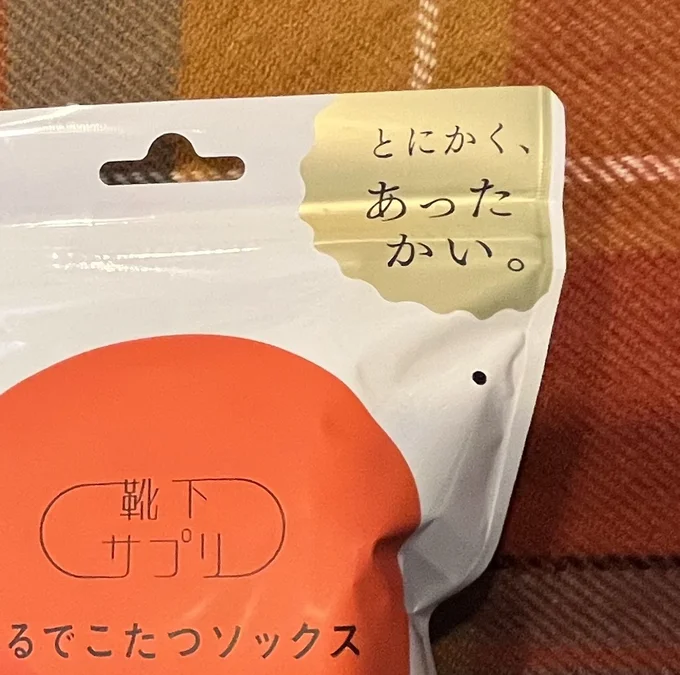 とにかく、
あった
かい。
靴下
サプリ
るでこたつソックス